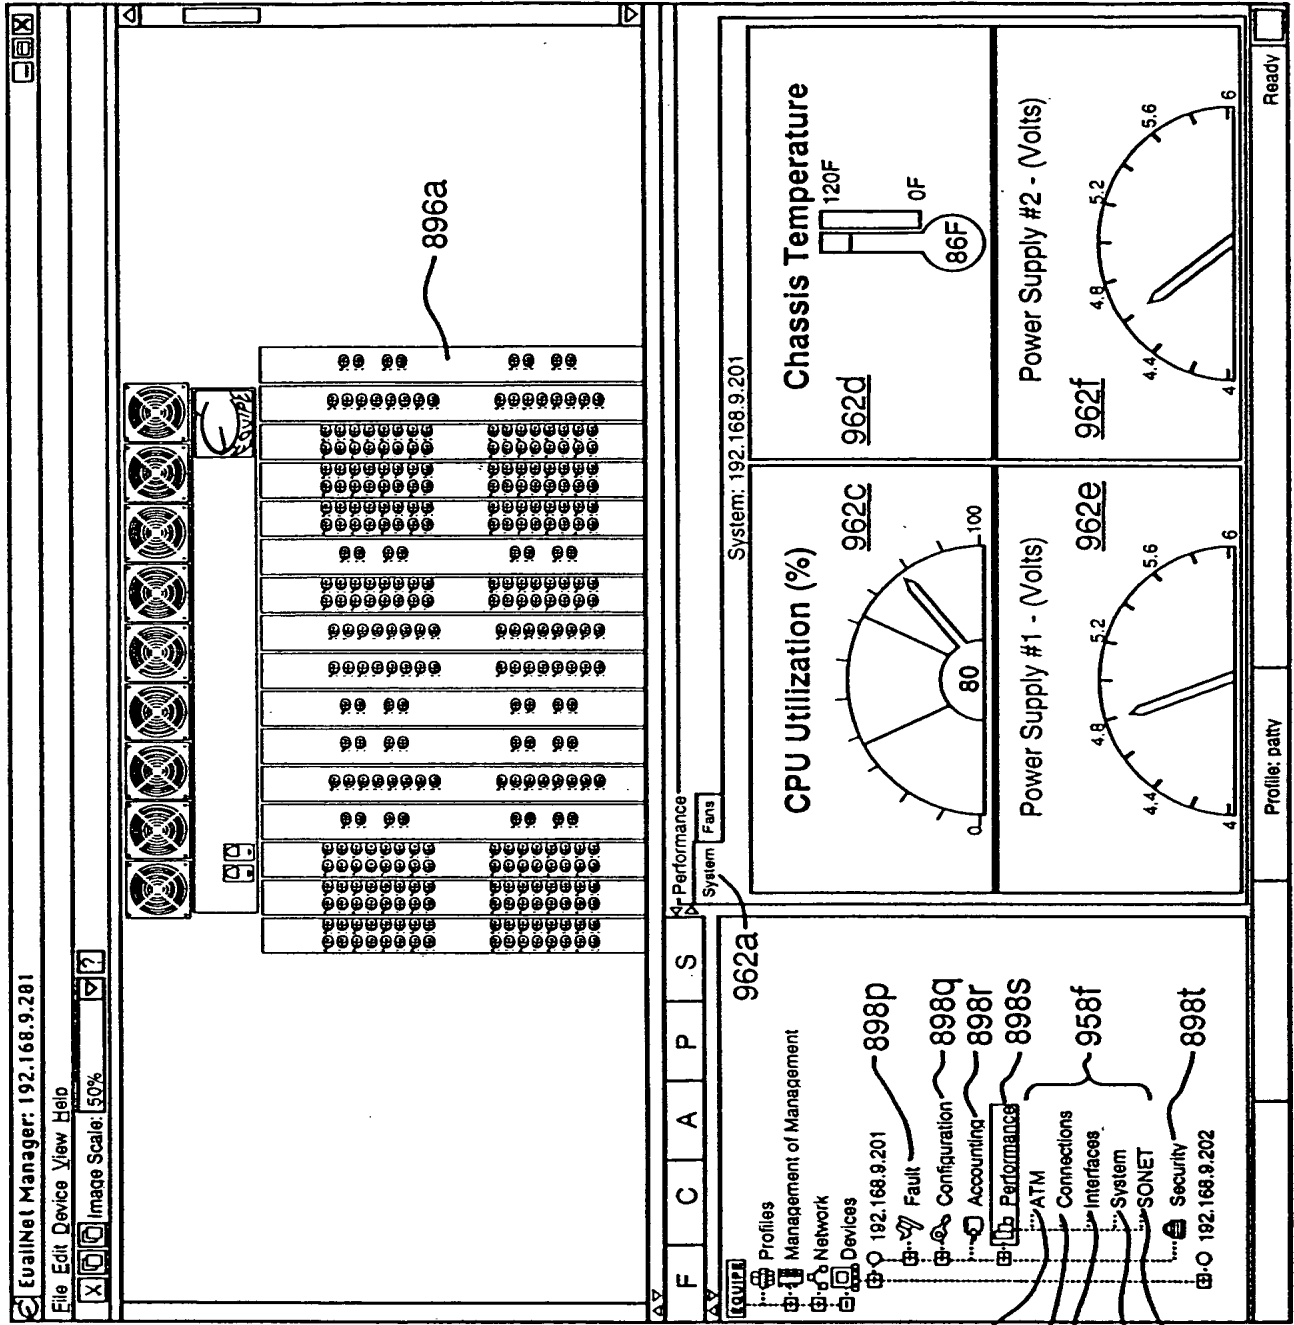 EuallNel Manager: 192.168.9.201
File Edit Device View Help
X Image Scale: 50% ?
EQUIPE
896a
F C A P S
Performance
962a
System Fans
EQUIPE
Profiles
Management of Management
Network
Devices
192.168.9.201
898p
Fault
Configuration
898q
Accounting
898r
Performance
898s
ATM
Connections
Interfaces
System
SONET
958f
Security
898t
192.168.9.202
System: 192.168.9.201
CPU Utilization (%)
962c
0 100
80
Chassis Temperature
962d
120F
0F
86F
Power Supply #1 - (Volts)
962e
4 4.4 4.8 5.2 5.6 6
Power Supply #2 - (Volts)
962f
4 4.4 4.8 5.2 5.6 6
Profile: patty
Ready